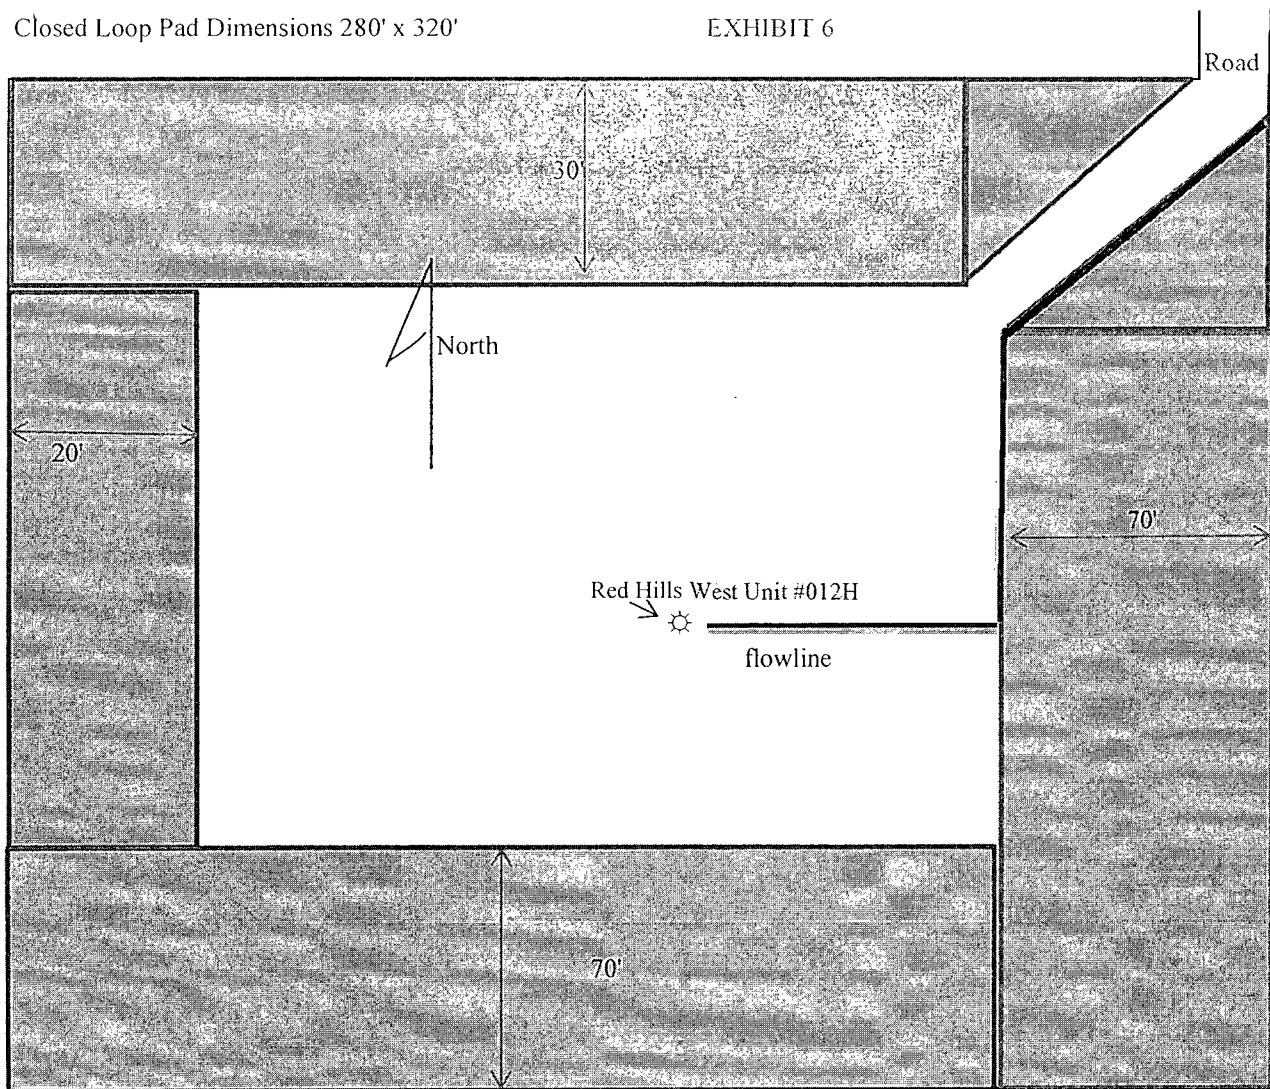 Closed Loop Pad Dimensions 280' x 320'
EXHIBIT 6
Road
30'
North
20'
70'
Red Hills West Unit #012H
flowline
70'